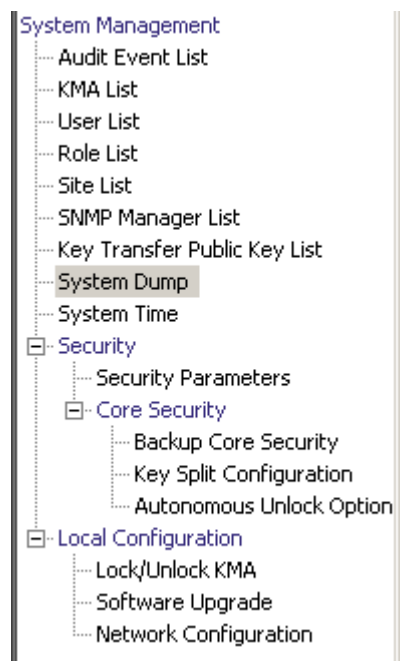 System Management
Audit Event List
KMA List
User List
Role List
Site List
SNMP Manager List
Key Transfer Public Key List
System Dump
System Time
Security
Security Parameters
Core Security
Backup Core Security
Key Split Configuration
Autonomous Unlock Option
Local Configuration
Lock/Unlock KMA
Software Upgrade
Network Configuration